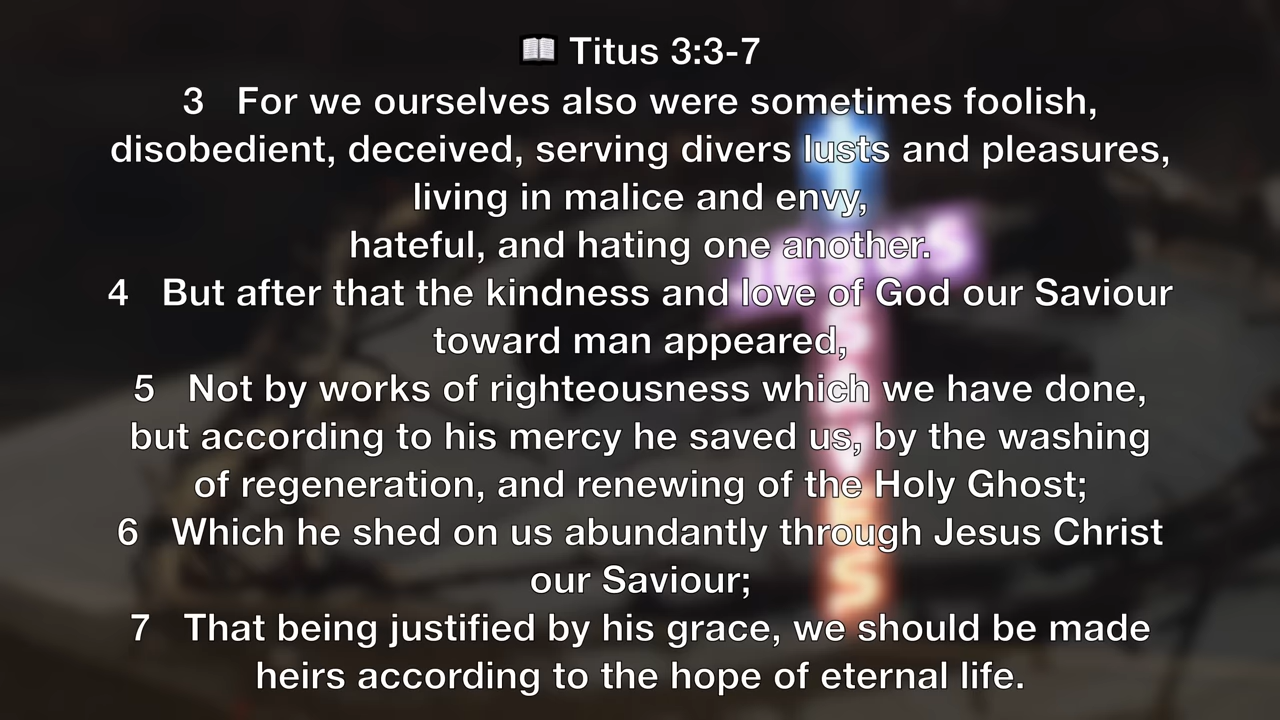 📖 Titus 3:3-7
3 For we ourselves also were sometimes foolish,
disobedient, deceived, serving divers lusts and pleasures,
living in malice and envy,
hateful, and hating one another.
4 But after that the kindness and love of God our Saviour
toward man appeared,
5 Not by works of righteousness which we have done,
but according to his mercy he saved us, by the washing
of regeneration, and renewing of the Holy Ghost;
6 Which he shed on us abundantly through Jesus Christ
our Saviour;
7 That being justified by his grace, we should be made
heirs according to the hope of eternal life.